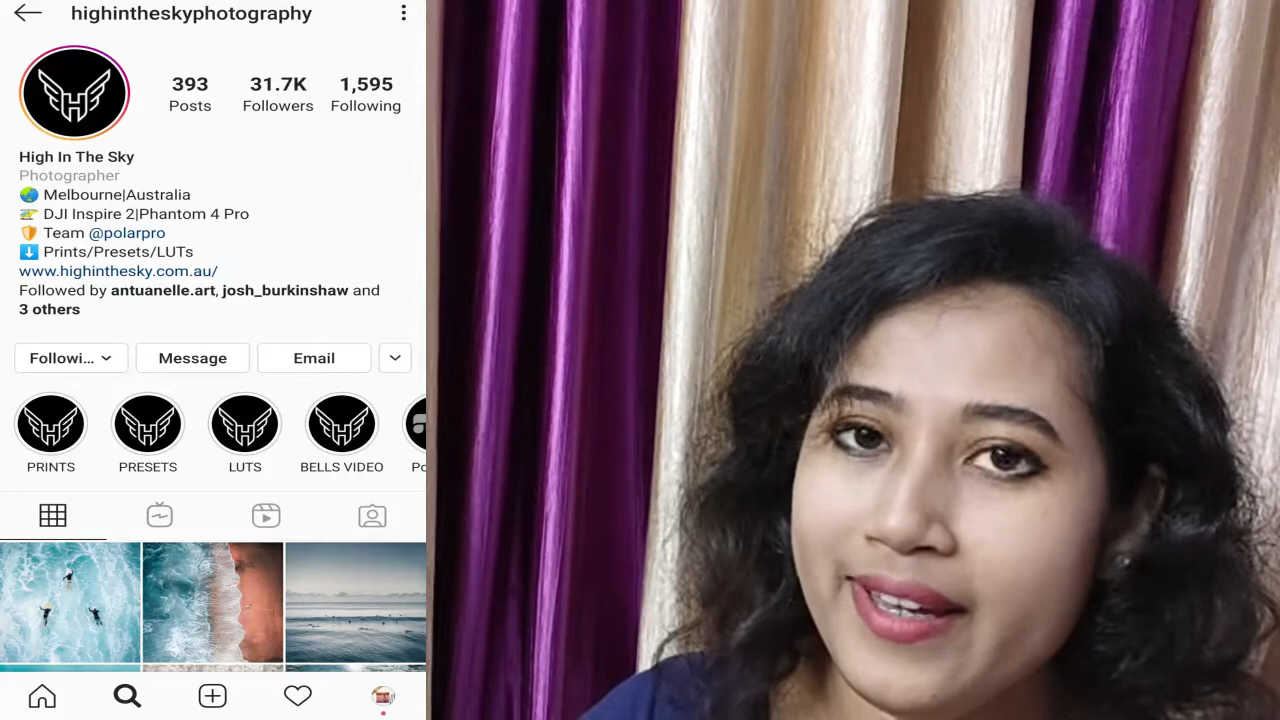 highintheskyphotography
393 31.7K 1,595
Posts Followers Following
High In The Sky
Photographer
Melbourne|Australia
DJI Inspire 2|Phantom 4 Pro
Team @polarpro
Prints/Presets/LUTs
www.highinthesky.com.au/
Followed by antuanelle.art, josh_burkinshaw and
3 others
Followi... Message Email
PRINTS PRESETS LUTS BELLS VIDEO Po